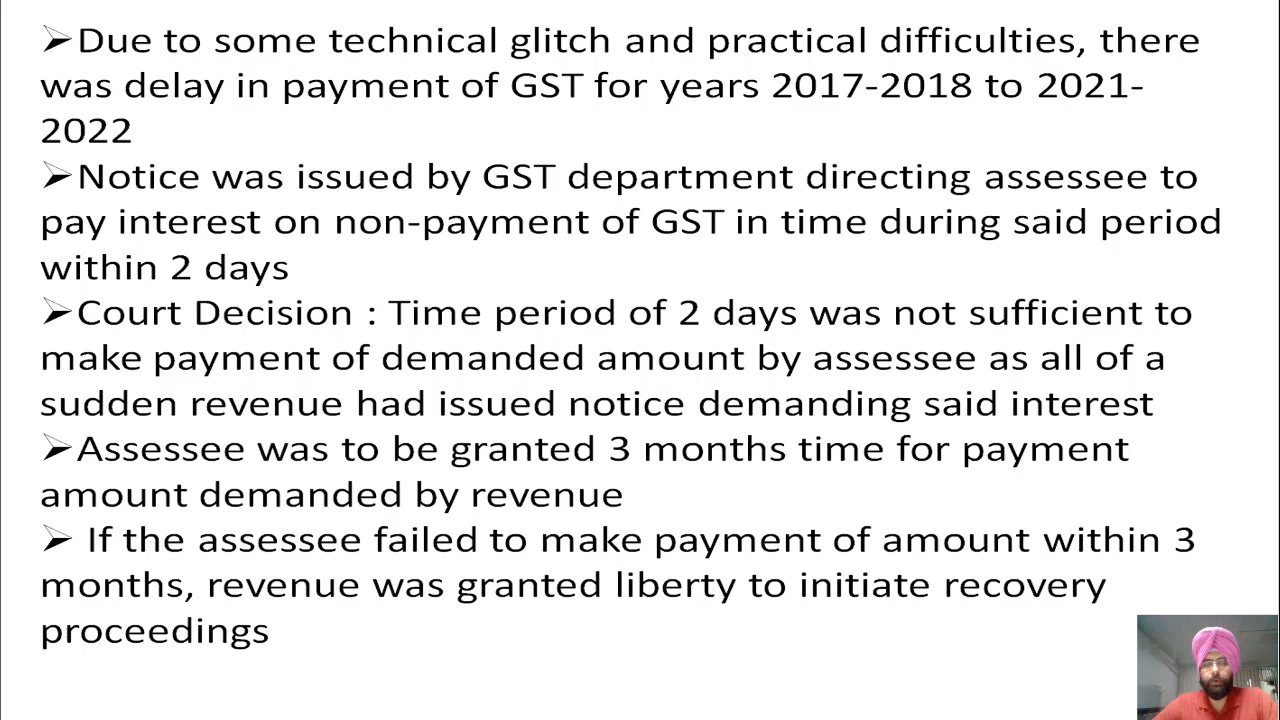 ➢Due to some technical glitch and practical difficulties, there
was delay in payment of GST for years 2017-2018 to 2021-
2022
➢Notice was issued by GST department directing assessee to
pay interest on non-payment of GST in time during said period
within 2 days
➢Court Decision : Time period of 2 days was not sufficient to
make payment of demanded amount by assessee as all of a
sudden revenue had issued notice demanding said interest
➢Assessee was to be granted 3 months time for payment
amount demanded by revenue
➢ If the assessee failed to make payment of amount within 3
months, revenue was granted liberty to initiate recovery
proceedings